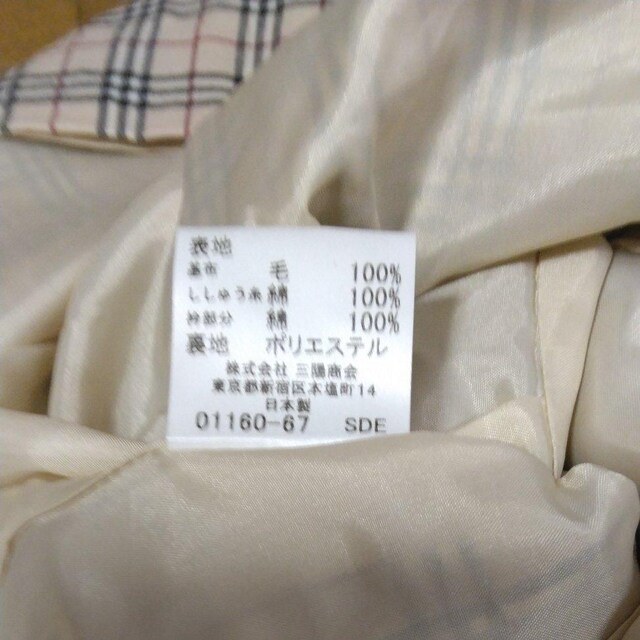 表地
基布 毛 100%
ししゅう糸 綿 100%
衿部分 綿 100%
裏地 ポリエステル
株式会社 三陽商会
東京都新宿区本塩町14
日本製
01160-67 SDE